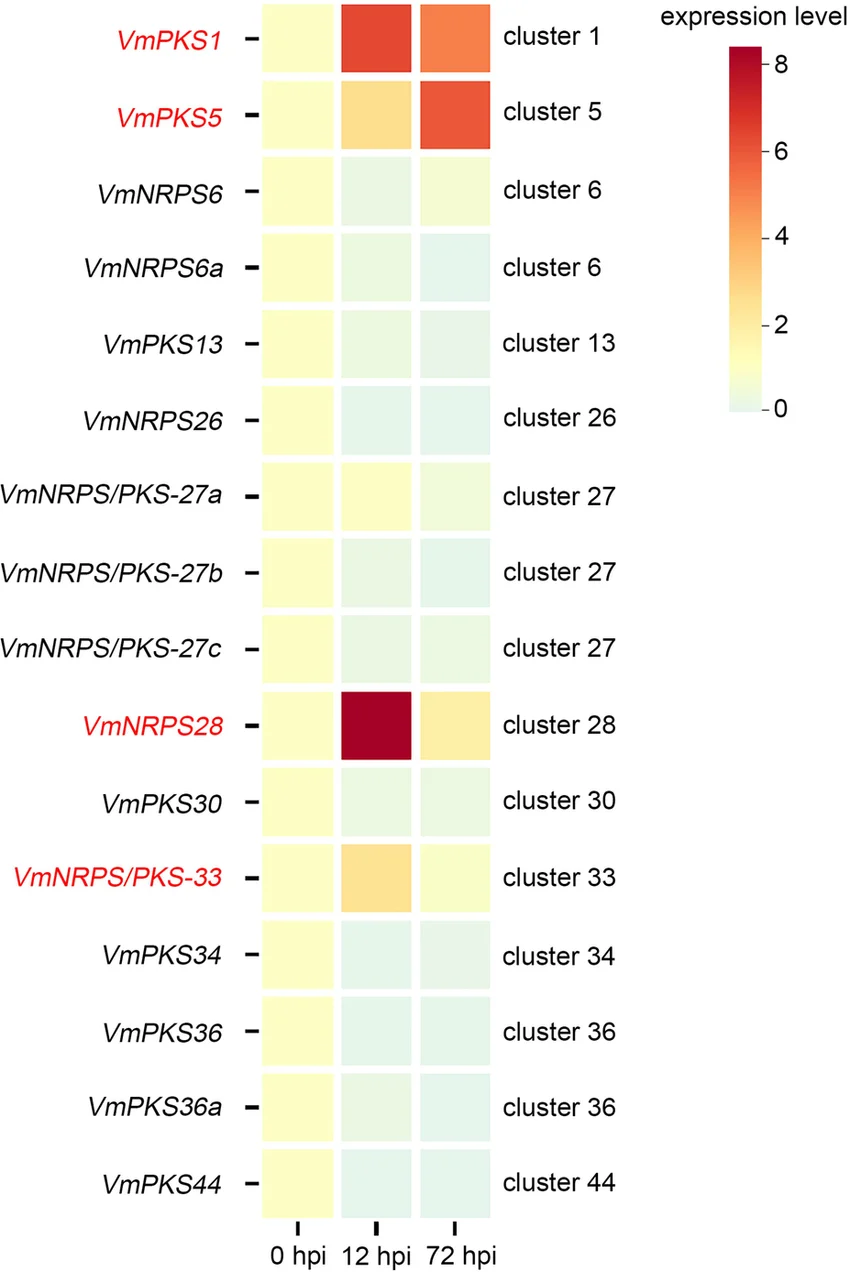 expression level
VmPKS1 cluster 1
VmPKS5 cluster 5
VmNRPS6 cluster 6
VmNRPS6a cluster 6
VmPKS13 cluster 13
VmNRPS26 cluster 26
VmNRPS/PKS-27a cluster 27
VmNRPS/PKS-27b cluster 27
VmNRPS/PKS-27c cluster 27
VmNRPS28 cluster 28
VmPKS30 cluster 30
VmNRPS/PKS-33 cluster 33
VmPKS34 cluster 34
VmPKS36 cluster 36
VmPKS36a cluster 36
VmPKS44 cluster 44
0 hpi 12 hpi 72 hpi
8
6
4
2
0